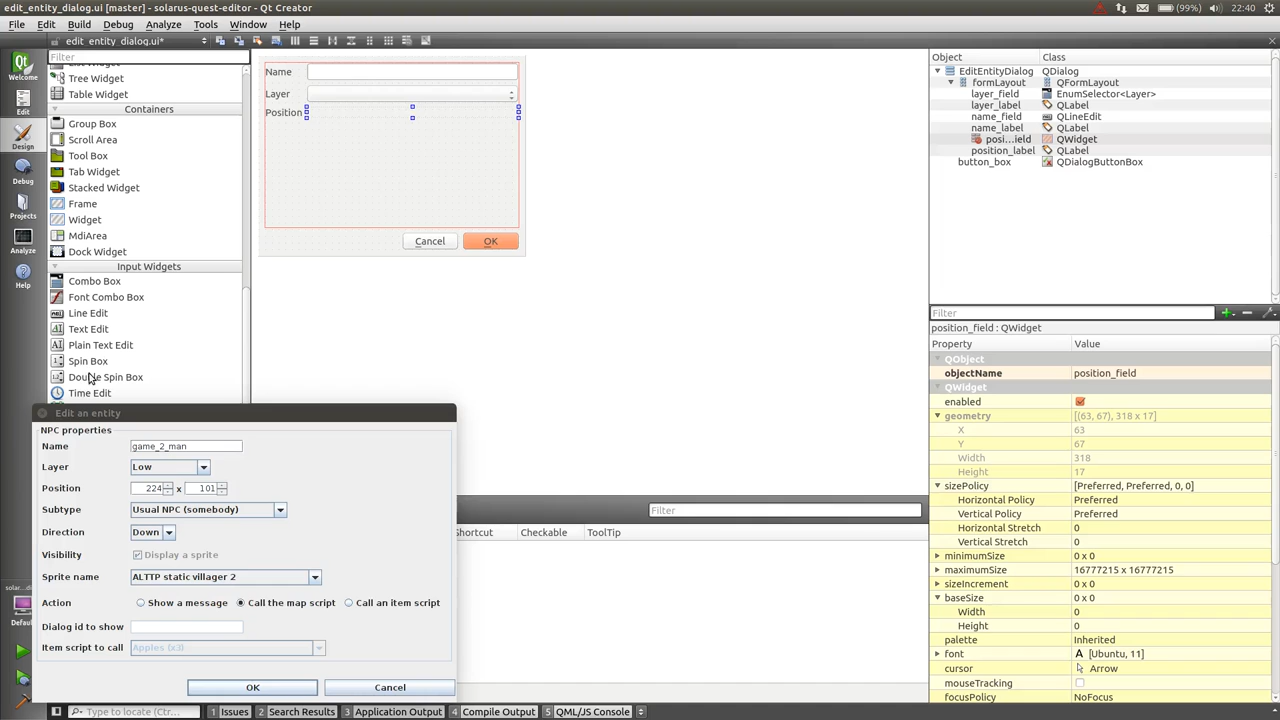 edit_entity_dialog.ui [master] - solarus-quest-editor - Qt Creator
(99%)
22:40
File Edit Build Debug Analyze Tools Window Help
edit_entity_dialog.ui*
Filter
Tree Widget
Table Widget
Containers
Group Box
Scroll Area
Tool Box
Tab Widget
Stacked Widget
Frame
Widget
MdiArea
Dock Widget
Input Widgets
Combo Box
Font Combo Box
Line Edit
Text Edit
Plain Text Edit
Spin Box
Double Spin Box
Time Edit
Welcome
Edit
Design
Debug
Projects
Analyze
Help
solar...
Name
Layer
Position
Cancel OK
Object Class
EditEntityDialog QDialog
formLayout QFormLayout
layer_field EnumSelector<Layer>
layer_label QLabel
name_field QLineEdit
name_label QLabel
posi...ield QWidget
position_label QLabel
button_box QDialogButtonBox
Filter
position_field : QWidget
Property Value
QObject
objectName position_field
QWidget
enabled
geometry [(63, 67), 318 x 17]
X 63
Y 67
Width 318
Height 17
sizePolicy [Preferred, Preferred, 0, 0]
Horizontal Policy Preferred
Vertical Policy Preferred
Horizontal Stretch 0
Vertical Stretch 0
minimumSize 0 x 0
maximumSize 16777215 x 16777215
sizeIncrement 0 x 0
baseSize 0 x 0
Width 0
Height 0
palette Inherited
font A [Ubuntu, 11]
cursor Arrow
mouseTracking
focusPolicy NoFocus
Filter
Checkable ToolTip
Edit an entity
NPC properties
Name game_2_man
Layer Low
Position 224 x 101
Subtype Usual NPC (somebody)
Direction Down
Visibility Display a sprite
Sprite name ALTTP static villager 2
Action Show a message Call the map script Call an item script
Dialog id to show
Item script to call Apples (x3)
OK Cancel
Type to locate (Ctrl... 1 Issues 2 Search Results 3 Application Output 4 Compile Output 5 QML/JS Console